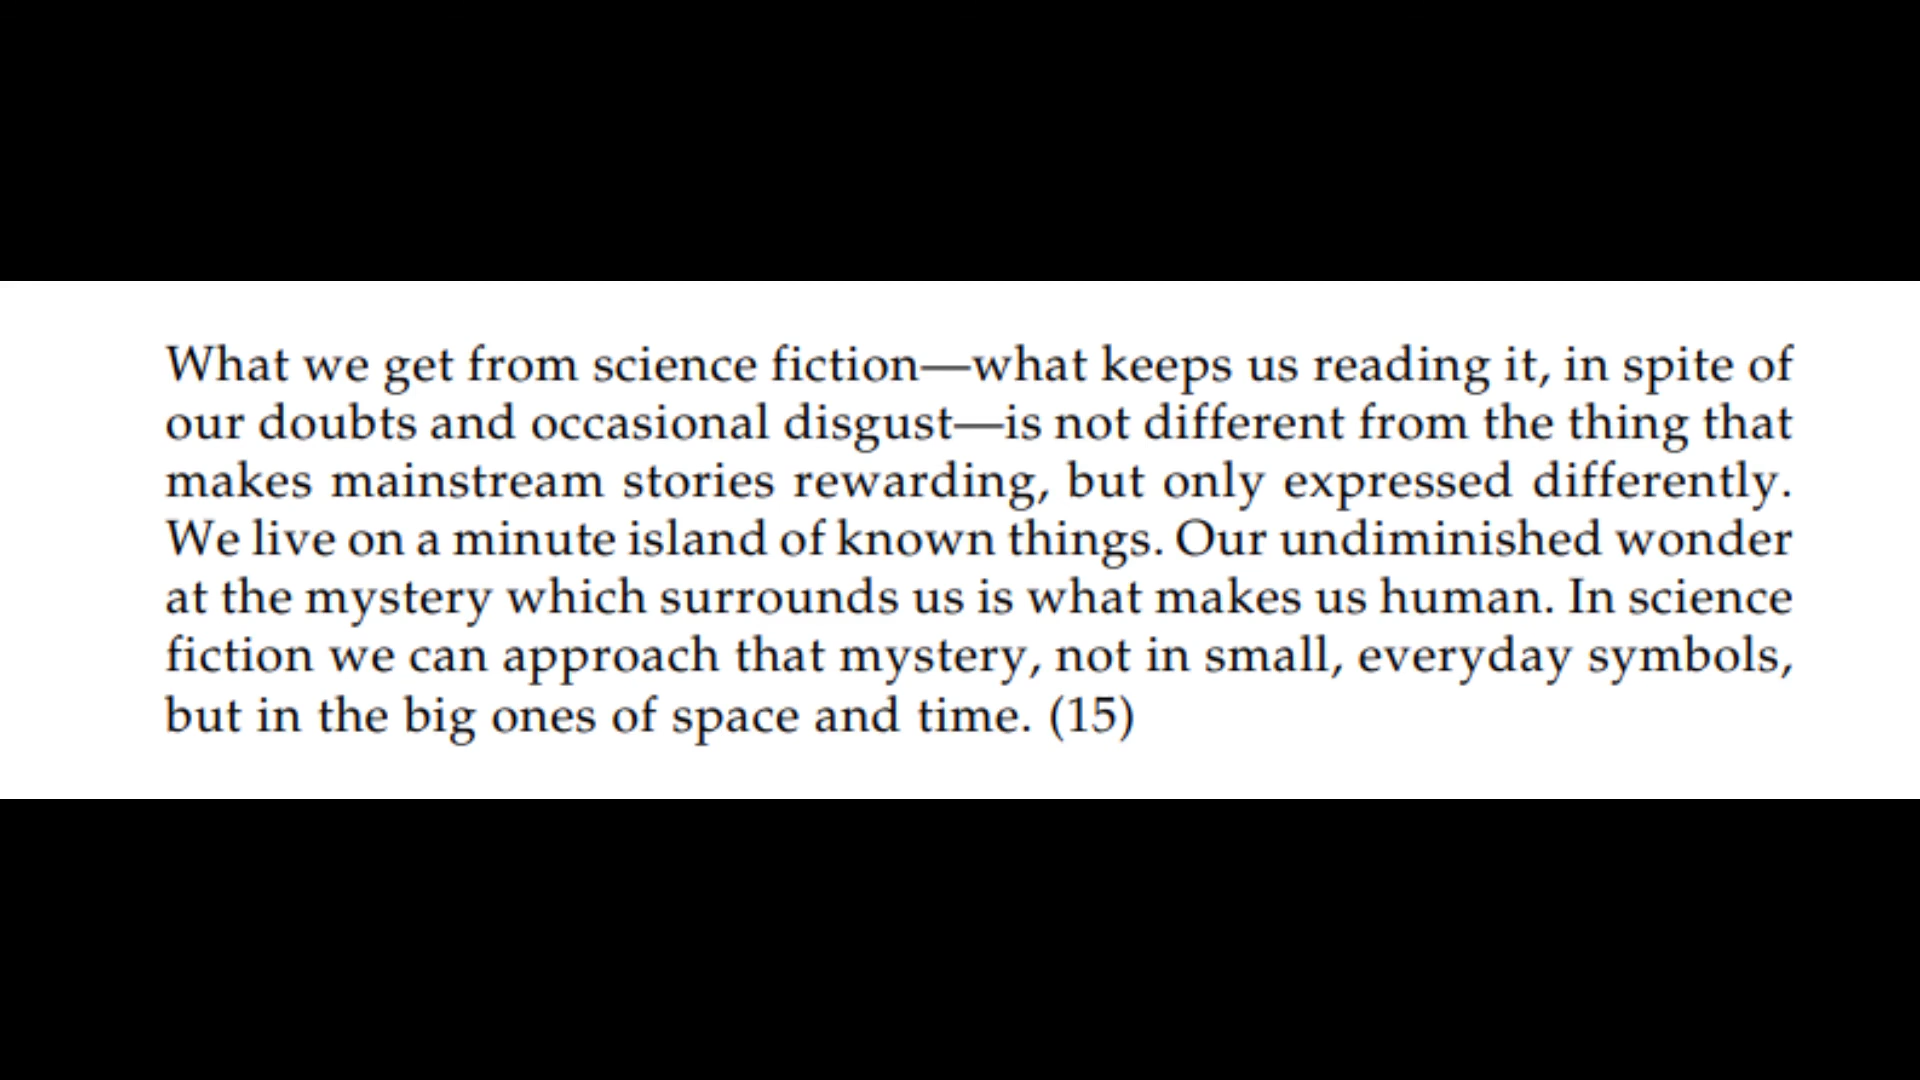 What we get from science fiction—what keeps us reading it, in spite of
our doubts and occasional disgust—is not different from the thing that
makes mainstream stories rewarding, but only expressed differently.
We live on a minute island of known things. Our undiminished wonder
at the mystery which surrounds us is what makes us human. In science
fiction we can approach that mystery, not in small, everyday symbols,
but in the big ones of space and time. (15)